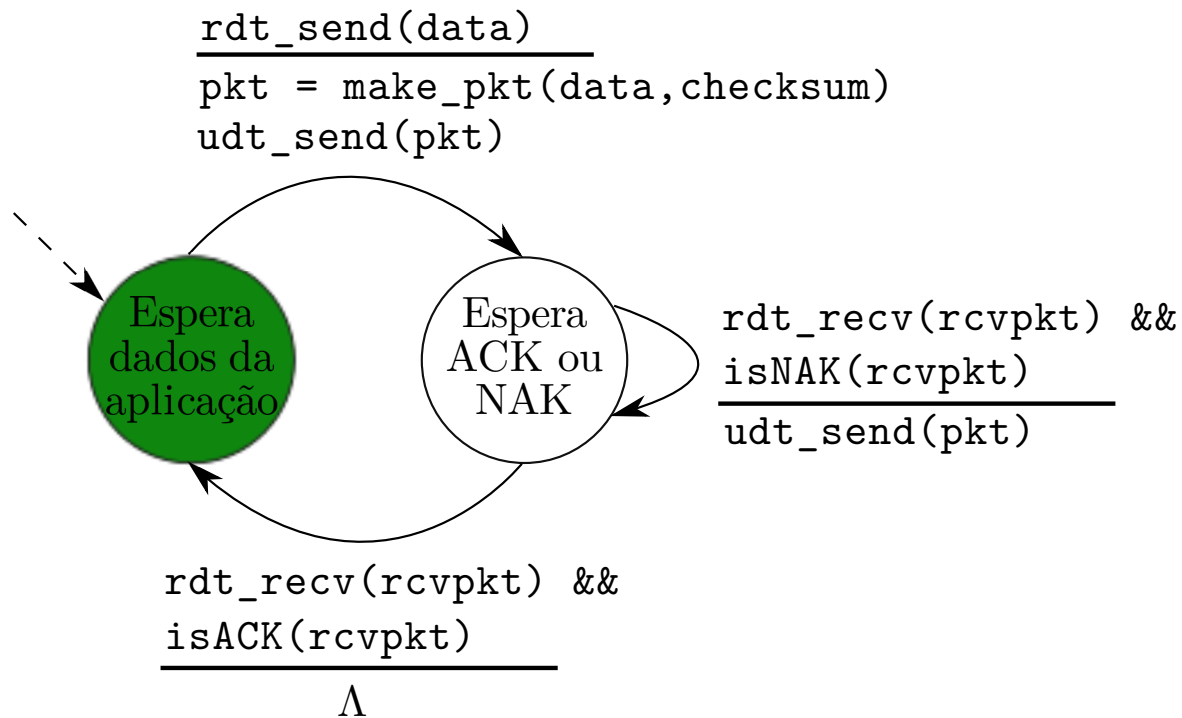 rdt_send(data)
pkt = make_pkt(data,checksum)
udt_send(pkt)
Espera
dados da
aplicação
Espera
ACK ou
NAK
rdt_recv(rcvpkt) &&
isNAK(rcvpkt)
udt_send(pkt)
rdt_recv(rcvpkt) &&
isACK(rcvpkt)
Λ